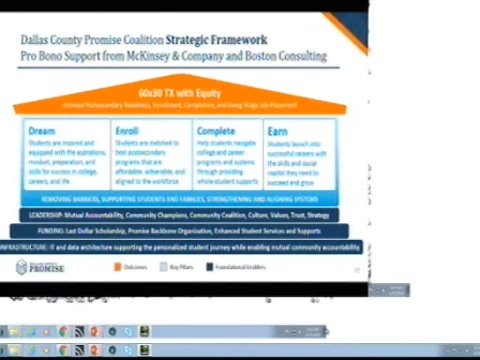 Dallas County Promise Coalition Strategic Framework
Pro Bono Support from McKinsey & Company and Boston Consulting
60x30 TX with Equity
Increase Postsecondary Readiness, Enrollment, Completion, and Living Wage Job Placement
Dream
Students are inspired and
equipped with the aspirations,
mindset, preparation, and
skills for success in college,
careers, and life
Enroll
Students are matched to
best postsecondary
programs that are
affordable, achievable, and
aligned to the workforce
Complete
Help students navigate
college and career
programs and systems
through providing
whole-student supports
Earn
Students launch into
successful careers with
the skills and social
capital they need to
succeed and grow
REMOVING BARRIERS, SUPPORTING STUDENTS AND FAMILIES, STRENGTHENING AND ALIGNING SYSTEMS
LEADERSHIP: Mutual Accountability, Community Champions, Community Coalition, Culture, Values, Trust, Strategy
FUNDING: Last Dollar Scholarship, Promise Backbone Organization, Enhanced Student Services and Supports
INFRASTRUCTURE: IT and data architecture supporting the personalized student journey while enabling mutual community accountability
PROMISE
Outcomes
Key Pillars
Foundational Enablers